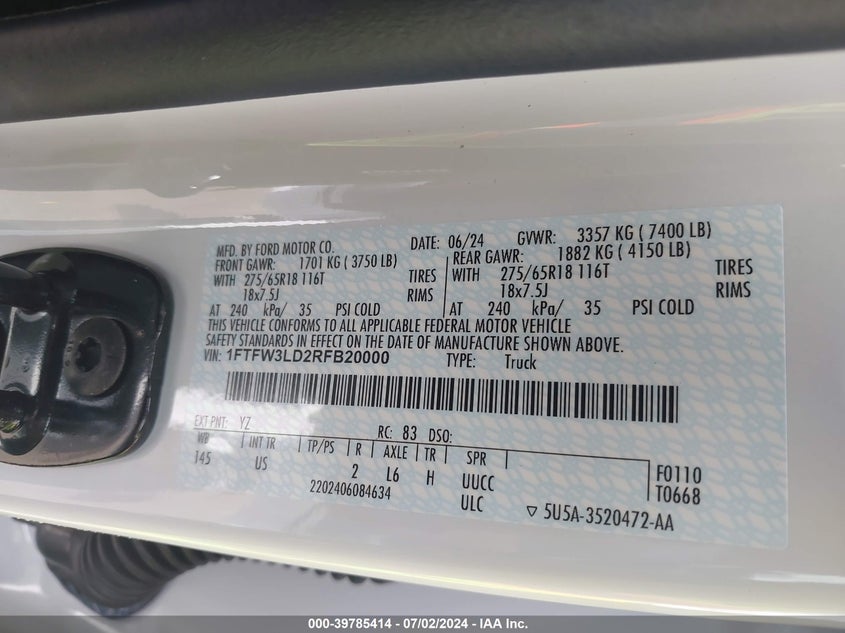 MFD. BY FORD MOTOR CO. DATE: 06/24 GVWR: 3357 KG ( 7400 LB)
FRONT GAWR: 1701 KG ( 3750 LB) REAR GAWR: 1882 KG ( 4150 LB)
WITH 275/65R18 116T TIRES WITH 275/65R18 116T TIRES
18x7.5J RIMS 18x7.5J RIMS
AT 240 kPa/ 35 PSI COLD AT 240 kPa/ 35 PSI COLD
THIS VEHICLE CONFORMS TO ALL APPLICABLE FEDERAL MOTOR VEHICLE
SAFETY STANDARDS IN EFFECT ON THE DATE OF MANUFACTURE SHOWN ABOVE.
VIN: 1FTFW3LD2RFB20000 TYPE: Truck
EXT PNT: YZ RC: 83 DSO:
WB INT TR TP/PS R AXLE TR SPR
145 US 2 L6 H UUCC F0110
2202406084634 ULC T0668
▽ 5U5A-3520472-AA
000-39785414 / 07/02/2024 - IAA Inc.